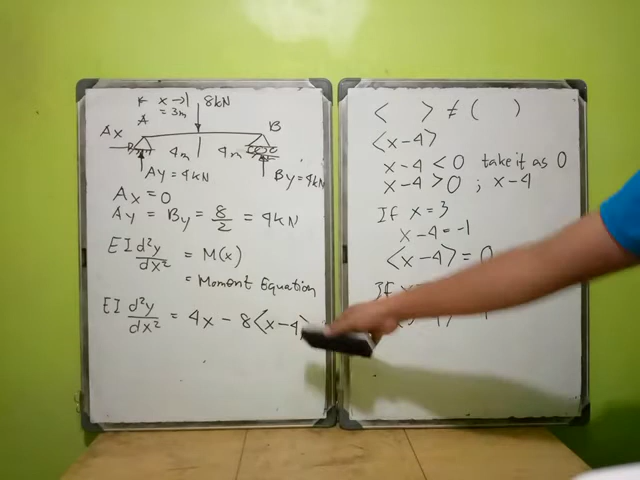 x → 8kN
= 3m
A
Ax B
4m 4m
Ay = 4kN By = 4kN
Ax = 0
Ay = By = 8/2 = 4kN
EI d²y/dx² = M(x)
= Moment Equation
EI d²y/dx² = 4x - 8<x-4>
< > ≠ ( )
<x-4>
x-4 < 0 take it as 0
x-4 > 0 ; x-4
If x = 3
x-4 = -1
<x-4> = 0
If